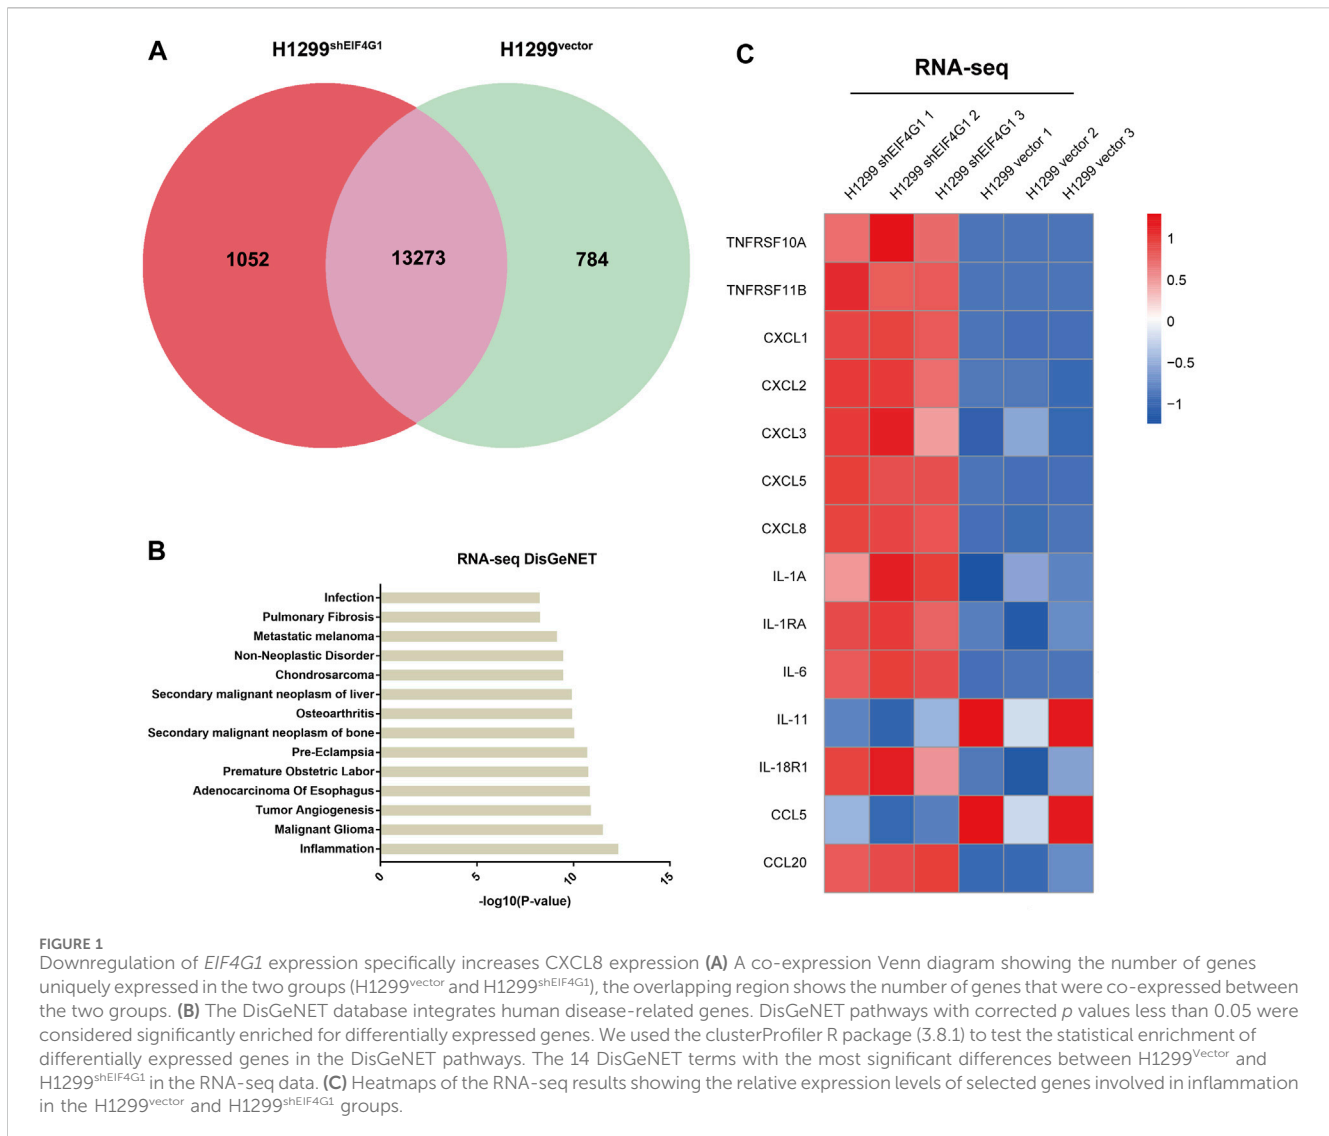 A
H1299shEIF4G1
H1299vector
1052
13273
784
B
RNA-seq DisGeNET
Infection
Pulmonary Fibrosis
Metastatic melanoma
Non-Neoplastic Disorder
Chondrosarcoma
Secondary malignant neoplasm of liver
Osteoarthritis
Secondary malignant neoplasm of bone
Pre-Eclampsia
Premature Obstetric Labor
Adenocarcinoma Of Esophagus
Tumor Angiogenesis
Malignant Glioma
Inflammation
0
5
10
15
-log10(P-value)
C
RNA-seq
H1299 shEIF4G1 1
H1299 shEIF4G1 2
H1299 shEIF4G1 3
H1299 vector 1
H1299 vector 2
H1299 vector 3
TNFRSF10A
TNFRSF11B
CXCL1
CXCL2
CXCL3
CXCL5
CXCL8
IL-1A
IL-1RA
IL-6
IL-11
IL-18R1
CCL5
CCL20
1
0.5
0
−0.5
−1
FIGURE 1
Downregulation of EIF4G1 expression specifically increases CXCL8 expression (A) A co-expression Venn diagram showing the number of genes
uniquely expressed in the two groups (H1299vector and H1299shEIF4G1), the overlapping region shows the number of genes that were co-expressed between
the two groups. (B) The DisGeNET database integrates human disease-related genes. DisGeNET pathways with corrected p values less than 0.05 were
considered significantly enriched for differentially expressed genes. We used the clusterProfiler R package (3.8.1) to test the statistical enrichment of
differentially expressed genes in the DisGeNET pathways. The 14 DisGeNET terms with the most significant differences between H1299Vector and
H1299shEIF4G1 in the RNA-seq data. (C) Heatmaps of the RNA-seq results showing the relative expression levels of selected genes involved in inflammation
in the H1299vector and H1299shEIF4G1 groups.